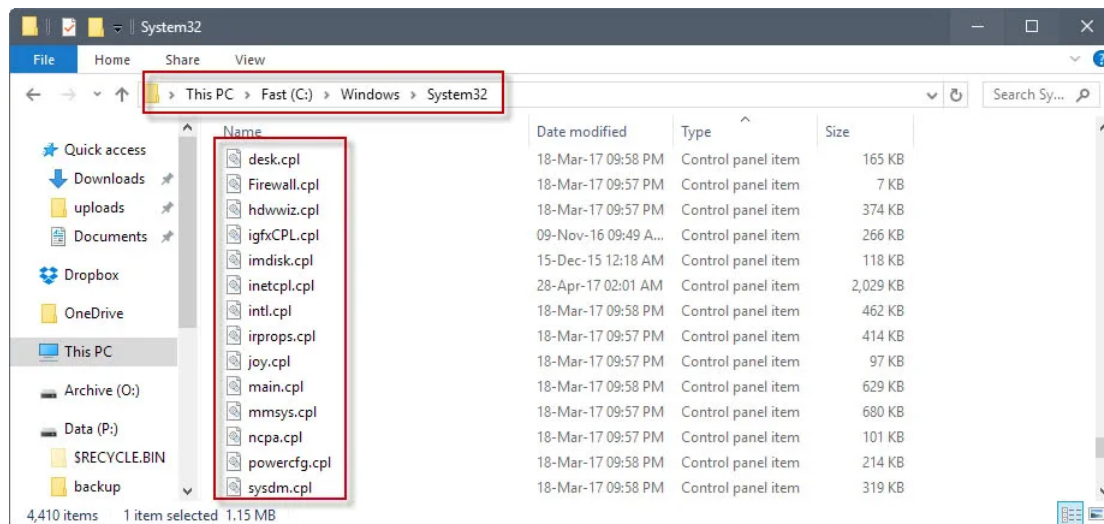 System32
File Home Share View
This PC > Fast (C:) > Windows > System32
Search Sy...
Name Date modified Type Size
Quick access
Downloads
uploads
Documents
Dropbox
OneDrive
This PC
Archive (O:)
Data (P:)
$RECYCLE.BIN
backup
desk.cpl 18-Mar-17 09:58 PM Control panel item 165 KB
Firewall.cpl 18-Mar-17 09:57 PM Control panel item 7 KB
hdwwiz.cpl 18-Mar-17 09:57 PM Control panel item 374 KB
igfxCPL.cpl 09-Nov-16 09:49 A... Control panel item 266 KB
imdisk.cpl 15-Dec-15 12:18 AM Control panel item 118 KB
inetcpl.cpl 28-Apr-17 02:01 AM Control panel item 2,029 KB
intl.cpl 18-Mar-17 09:58 PM Control panel item 462 KB
irprops.cpl 18-Mar-17 09:57 PM Control panel item 414 KB
joy.cpl 18-Mar-17 09:57 PM Control panel item 97 KB
main.cpl 18-Mar-17 09:58 PM Control panel item 629 KB
mmsys.cpl 18-Mar-17 09:57 PM Control panel item 680 KB
ncpa.cpl 18-Mar-17 09:57 PM Control panel item 101 KB
powercfg.cpl 18-Mar-17 09:58 PM Control panel item 214 KB
sysdm.cpl 18-Mar-17 09:58 PM Control panel item 319 KB
4,410 items 1 item selected 1.15 MB